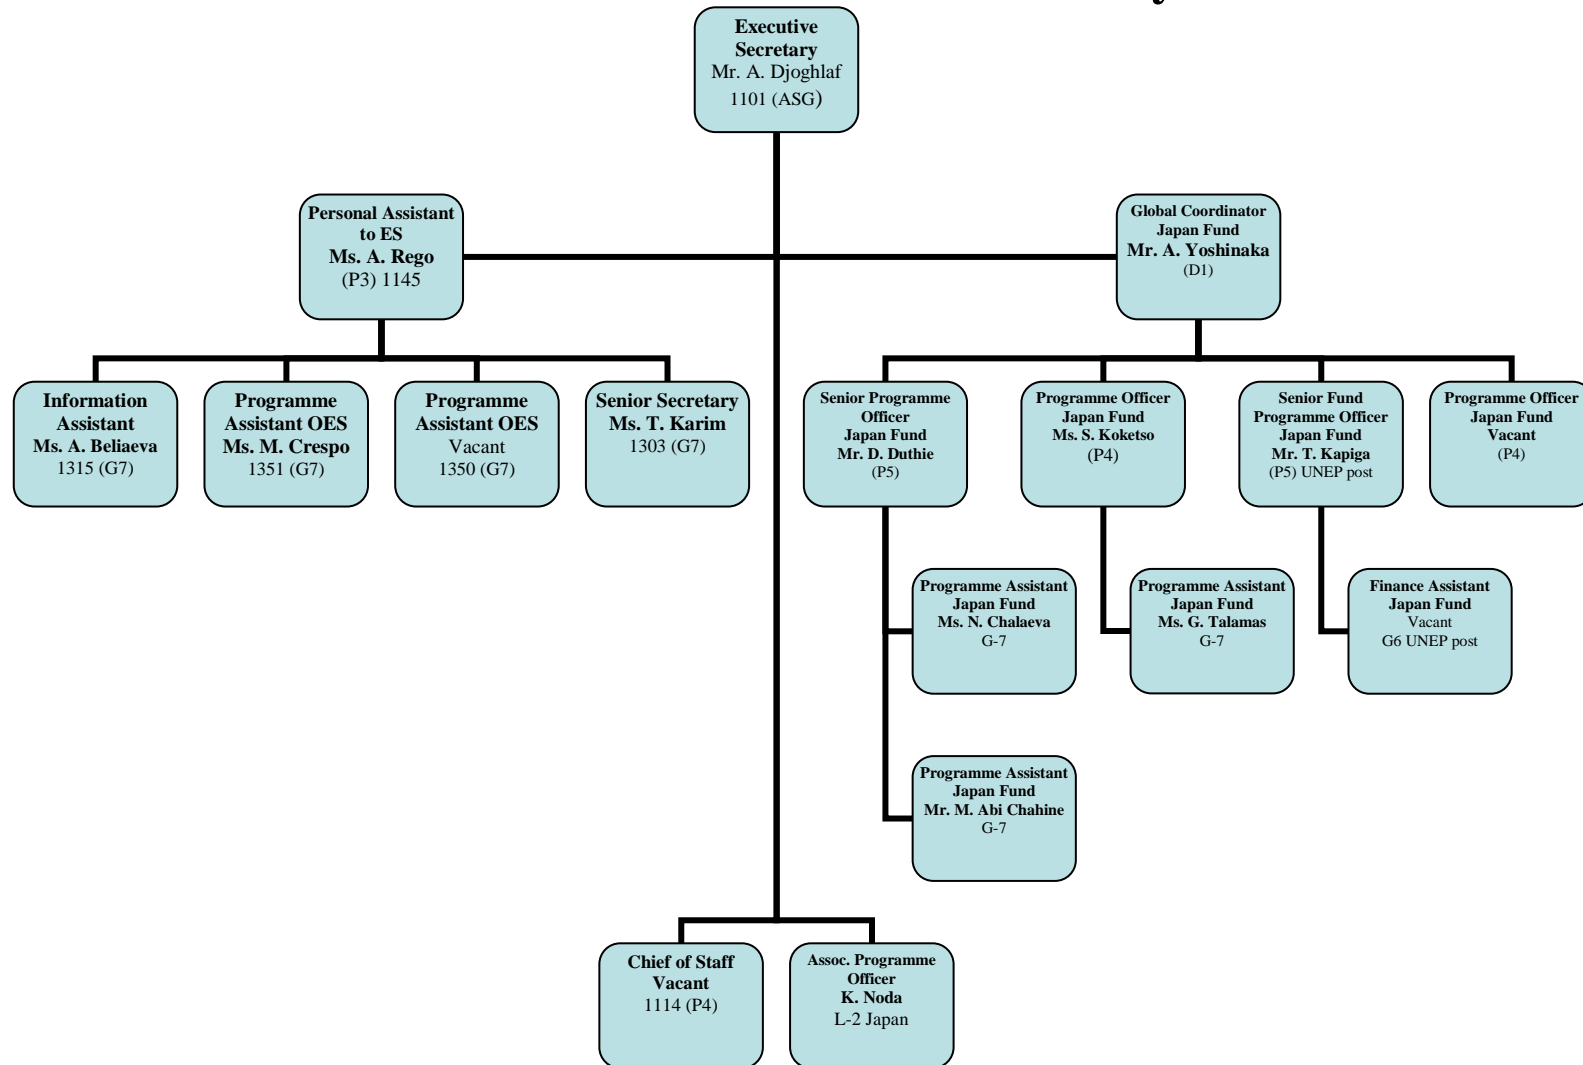 Executive
Secretary
Mr. A. Djoghlaf
1101 (ASG)
Personal Assistant
to ES
Ms. A. Rego
(P3) 1145
Global Coordinator
Japan Fund
Mr. A. Yoshinaka
(D1)
Information
Assistant
Ms. A. Beliaeva
1315 (G7)
Programme
Assistant OES
Ms. M. Crespo
1351 (G7)
Programme
Assistant OES
Vacant
1350 (G7)
Senior Secretary
Ms. T. Karim
1303 (G7)
Senior Programme
Officer
Japan Fund
Mr. D. Duthie
(P5)
Programme Officer
Japan Fund
Ms. S. Koketso
(P4)
Senior Fund
Programme Officer
Japan Fund
Mr. T. Kapiga
(P5) UNEP post
Programme Officer
Japan Fund
Vacant
(P4)
Programme Assistant
Japan Fund
Ms. N. Chalaeva
G-7
Programme Assistant
Japan Fund
Ms. G. Talamas
G-7
Finance Assistant
Japan Fund
Vacant
G6 UNEP post
Programme Assistant
Japan Fund
Mr. M. Abi Chahine
G-7
Chief of Staff
Vacant
1114 (P4)
Assoc. Programme
Officer
K. Noda
L-2 Japan